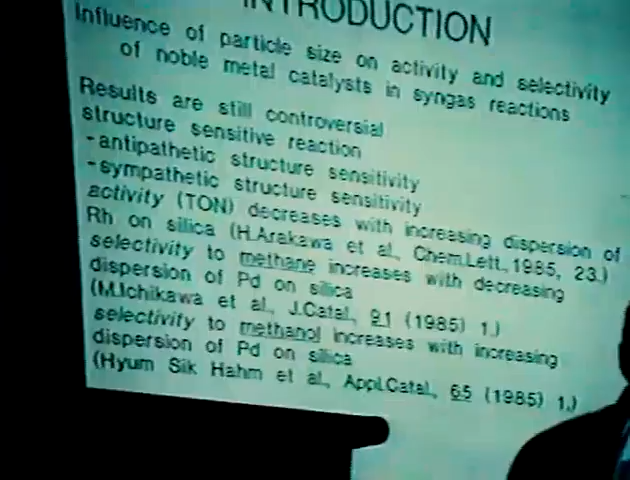 INTRODUCTION
Influence of particle size on activity and selectivity
of noble metal catalysts in syngas reactions
Results are still controversial
structure sensitive reaction
-antipathetic structure sensitivity
-sympathetic structure sensitivity
activity (TON) decreases with increasing dispersion of
Rh on silica (H.Arakawa et al., Chem.Lett., 1985, 23.)
selectivity to methane increases with decreasing
dispersion of Pd on silica
(M.Ichikawa et al., J.Catal., 91 (1985) 1.)
selectivity to methanol increases with increasing
dispersion of Pd on silica
(Hyum Sik Hahm et al., Appl.Catal., 65 (1985) 1.)